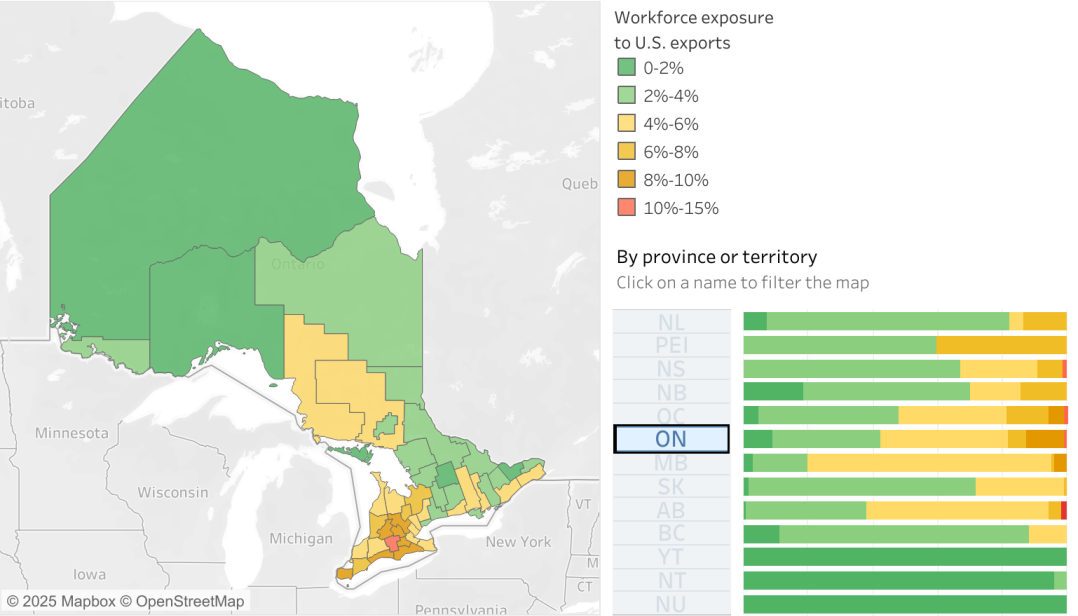 Workforce exposure
to U.S. exports
0-2%
2%-4%
4%-6%
6%-8%
8%-10%
10%-15%
By province or territory
Click on a name to filter the map
NL
PEI
NS
NB
QC
ON
MB
SK
AB
BC
YT
NT
NU
itoba
Queb
Ontario
Minnesota
Wisconsin
Michigan
New York
VT
M
CT
Iowa
Pennsylvania
© 2025 Mapbox © OpenStreetMap